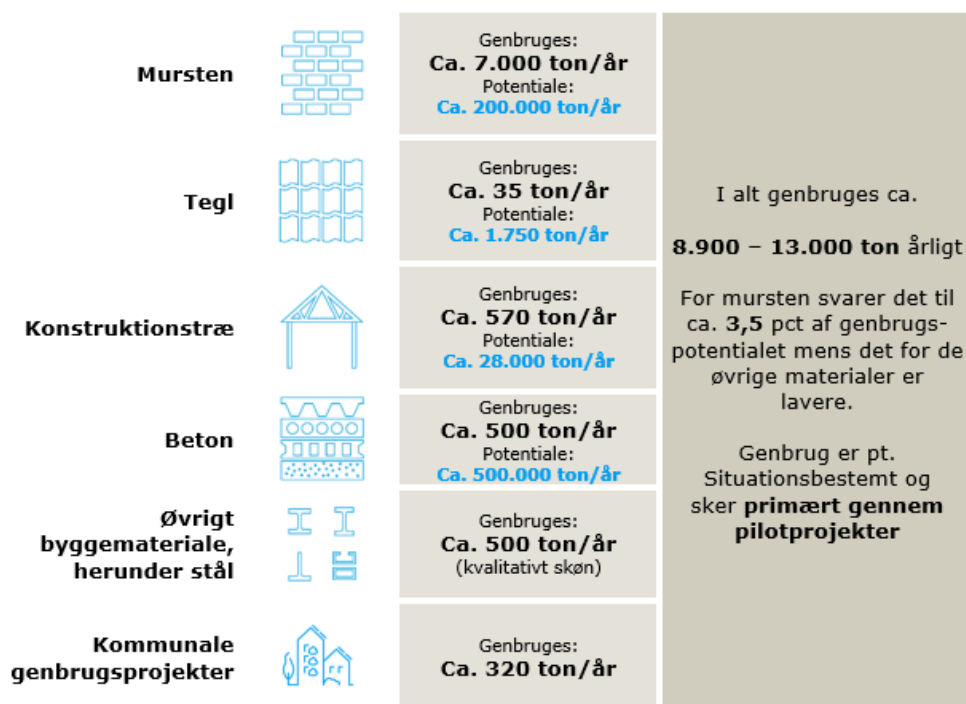 Mursten
Genbruges:
Ca. 7.000 ton/år
Potentiale:
Ca. 200.000 ton/år
Tegl
Genbruges:
Ca. 35 ton/år
Potentiale:
Ca. 1.750 ton/år
Konstruktionstræ
Genbruges:
Ca. 570 ton/år
Potentiale:
Ca. 28.000 ton/år
Beton
Genbruges:
Ca. 500 ton/år
Potentiale:
Ca. 500.000 ton/år
Øvrigt
byggemateriale,
herunder stål
Genbruges:
Ca. 500 ton/år
(kvalitativt skøn)
Kommunale
genbrugsprojekter
Genbruges:
Ca. 320 ton/år
I alt genbruges ca.
8.900 – 13.000 ton årligt
For mursten svarer det til
ca. 3,5 pct af genbrugs-
potentialet mens det for de
øvrige materialer er
lavere.
Genbrug er pt.
Situationsbestemt og
sker primært gennem
pilotprojekter